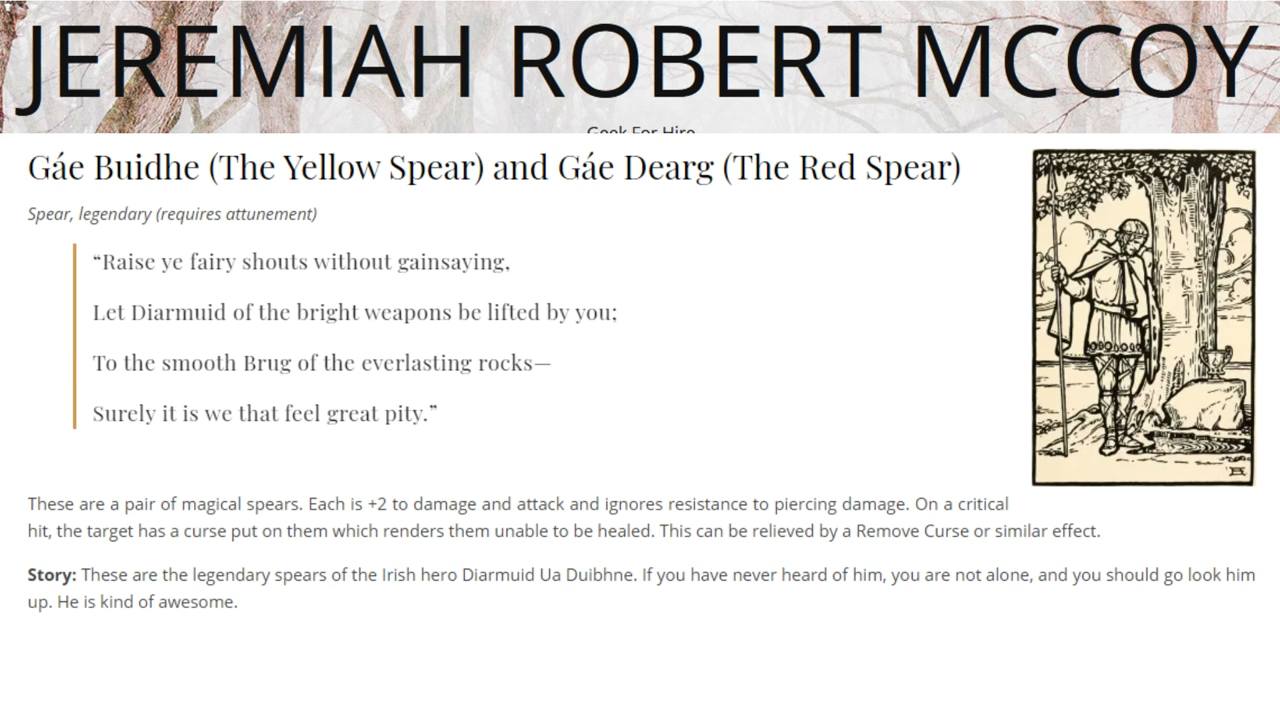 JEREMIAH ROBERT MCCOY
Geek For Hire
Gáe Buidhe (The Yellow Spear) and Gáe Dearg (The Red Spear)
Spear, legendary (requires attunement)
“Raise ye fairy shouts without gainsaying,
Let Diarmuid of the bright weapons be lifted by you;
To the smooth Brug of the everlasting rocks—
Surely it is we that feel great pity.”
These are a pair of magical spears. Each is +2 to damage and attack and ignores resistance to piercing damage. On a critical
hit, the target has a curse put on them which renders them unable to be healed. This can be relieved by a Remove Curse or similar effect.
Story: These are the legendary spears of the Irish hero Diarmuid Ua Duibhne. If you have never heard of him, you are not alone, and you should go look him
up. He is kind of awesome.